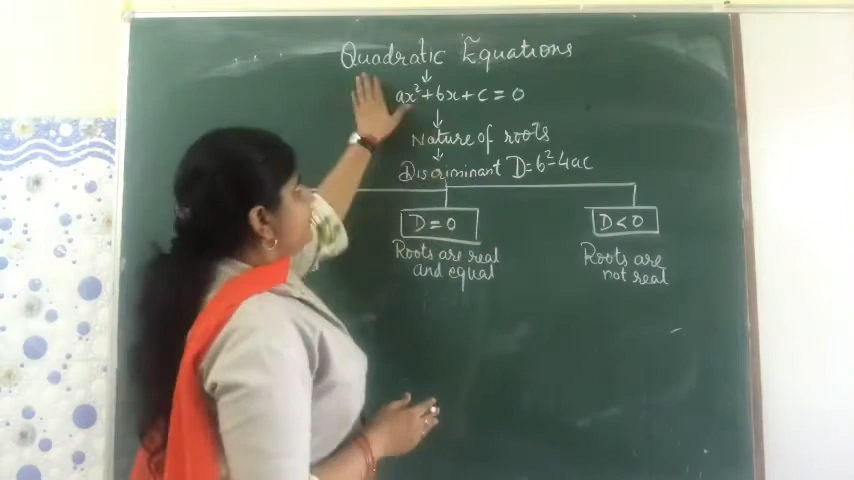 Quadratic Equations
ax²+bx+c=0
Nature of roots
Discriminant D=b²-4ac
D=0
D<0
Roots are real
and equal
Roots are
not real